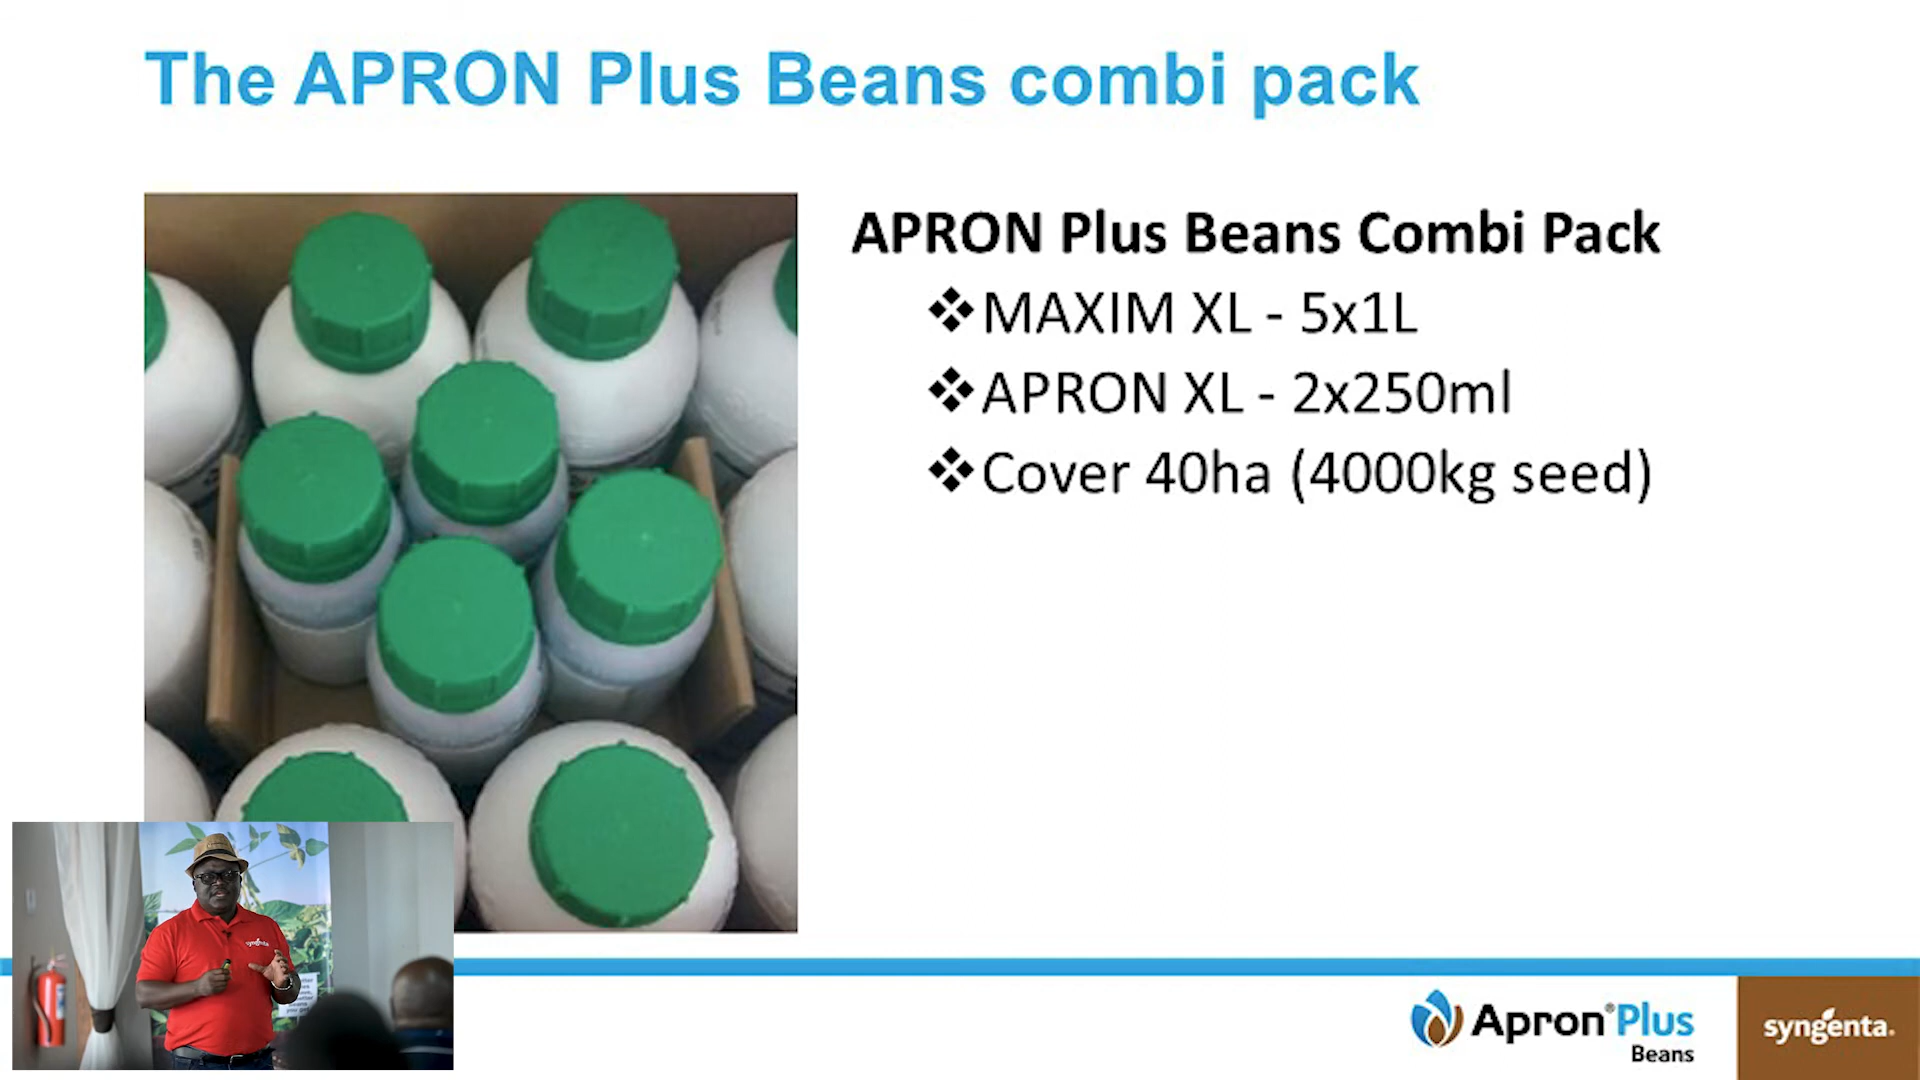 The APRON Plus Beans combi pack
APRON Plus Beans Combi Pack
❖MAXIM XL - 5x1L
❖APRON XL - 2x250ml
❖Cover 40ha (4000kg seed)
syngenta
Apron®Plus
Beans
syngenta.